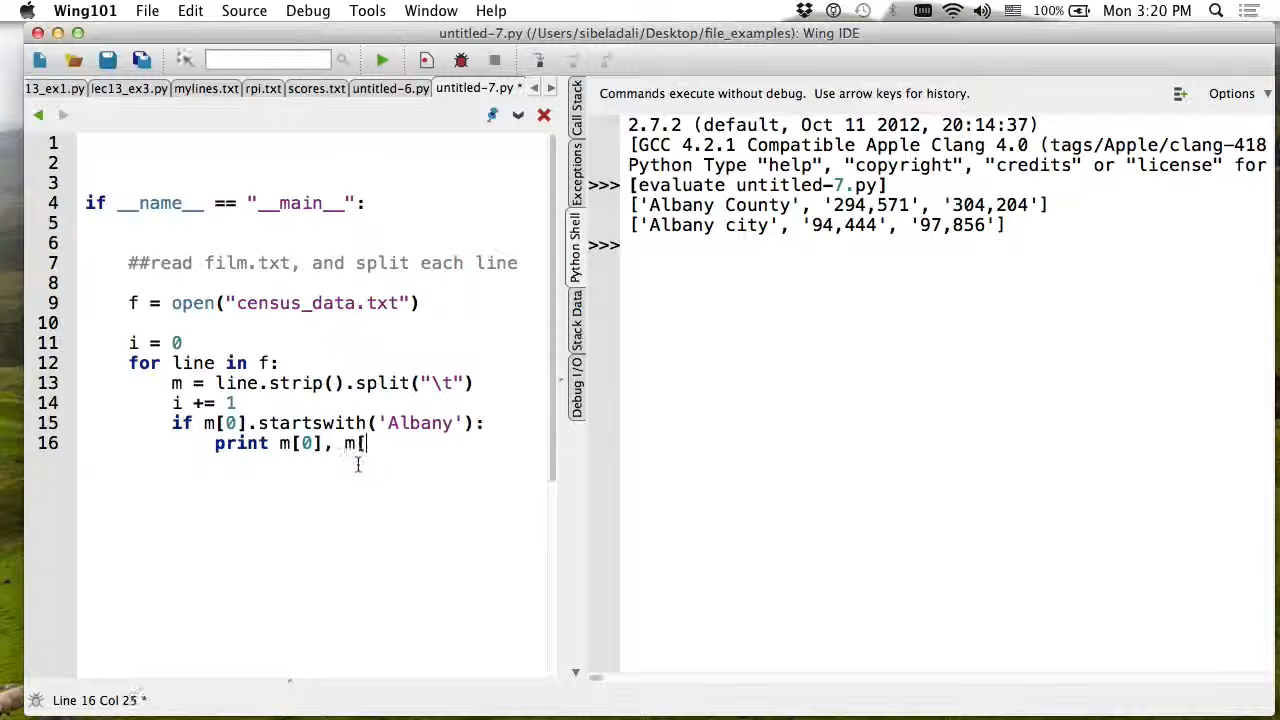 Wing101 File Edit Source Debug Tools Window Help 100% Mon 3:20 PM
untitled-7.py (/Users/sibeladali/Desktop/file_examples): Wing IDE
13_ex1.py lec13_ex3.py mylines.txt rpi.txt scores.txt untitled-6.py untitled-7.py *
1
2
3
4 if __name__ == "__main__":
5
6
7 ##read film.txt, and split each line
8
9 f = open("census_data.txt")
10
11 i = 0
12 for line in f:
13 m = line.strip().split("\t")
14 i += 1
15 if m[0].startswith('Albany'):
16 print m[0], m[
Line 16 Col 25 *
Call Stack
Exceptions
Python Shell
Stack Data
Debug I/O
Commands execute without debug. Use arrow keys for history. Options
2.7.2 (default, Oct 11 2012, 20:14:37)
[GCC 4.2.1 Compatible Apple Clang 4.0 (tags/Apple/clang-418
Python Type "help", "copyright", "credits" or "license" for
>>> [evaluate untitled-7.py]
['Albany County', '294,571', '304,204']
['Albany city', '94,444', '97,856']
>>>